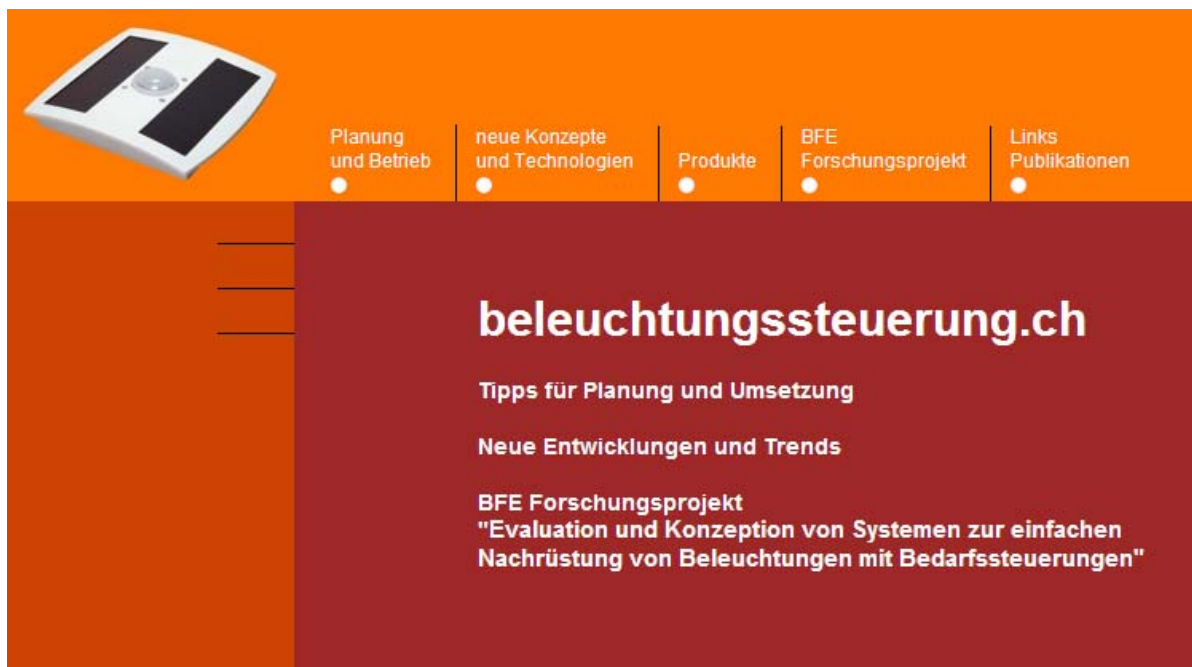 Planung
und Betrieb
neue Konzepte
und Technologien
Produkte
BFE
Forschungsprojekt
Links
Publikationen
beleuchtungssteuerung.ch
Tipps für Planung und Umsetzung
Neue Entwicklungen und Trends
BFE Forschungsprojekt
"Evaluation und Konzeption von Systemen zur einfachen
Nachrüstung von Beleuchtungen mit Bedarfssteuerungen"